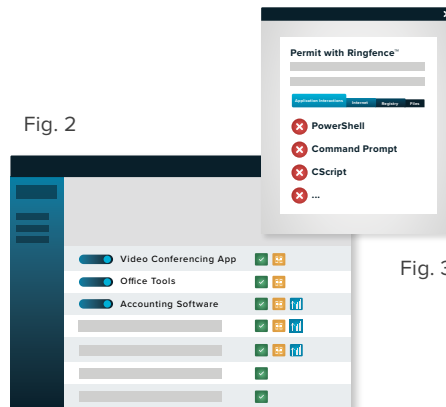 Permit with Ringfence™
Application Interactions Internet Registry Files
PowerShell
Command Prompt
CScript
...
Fig. 2
Fig. 3
Video Conferencing App
Office Tools
Accounting Software